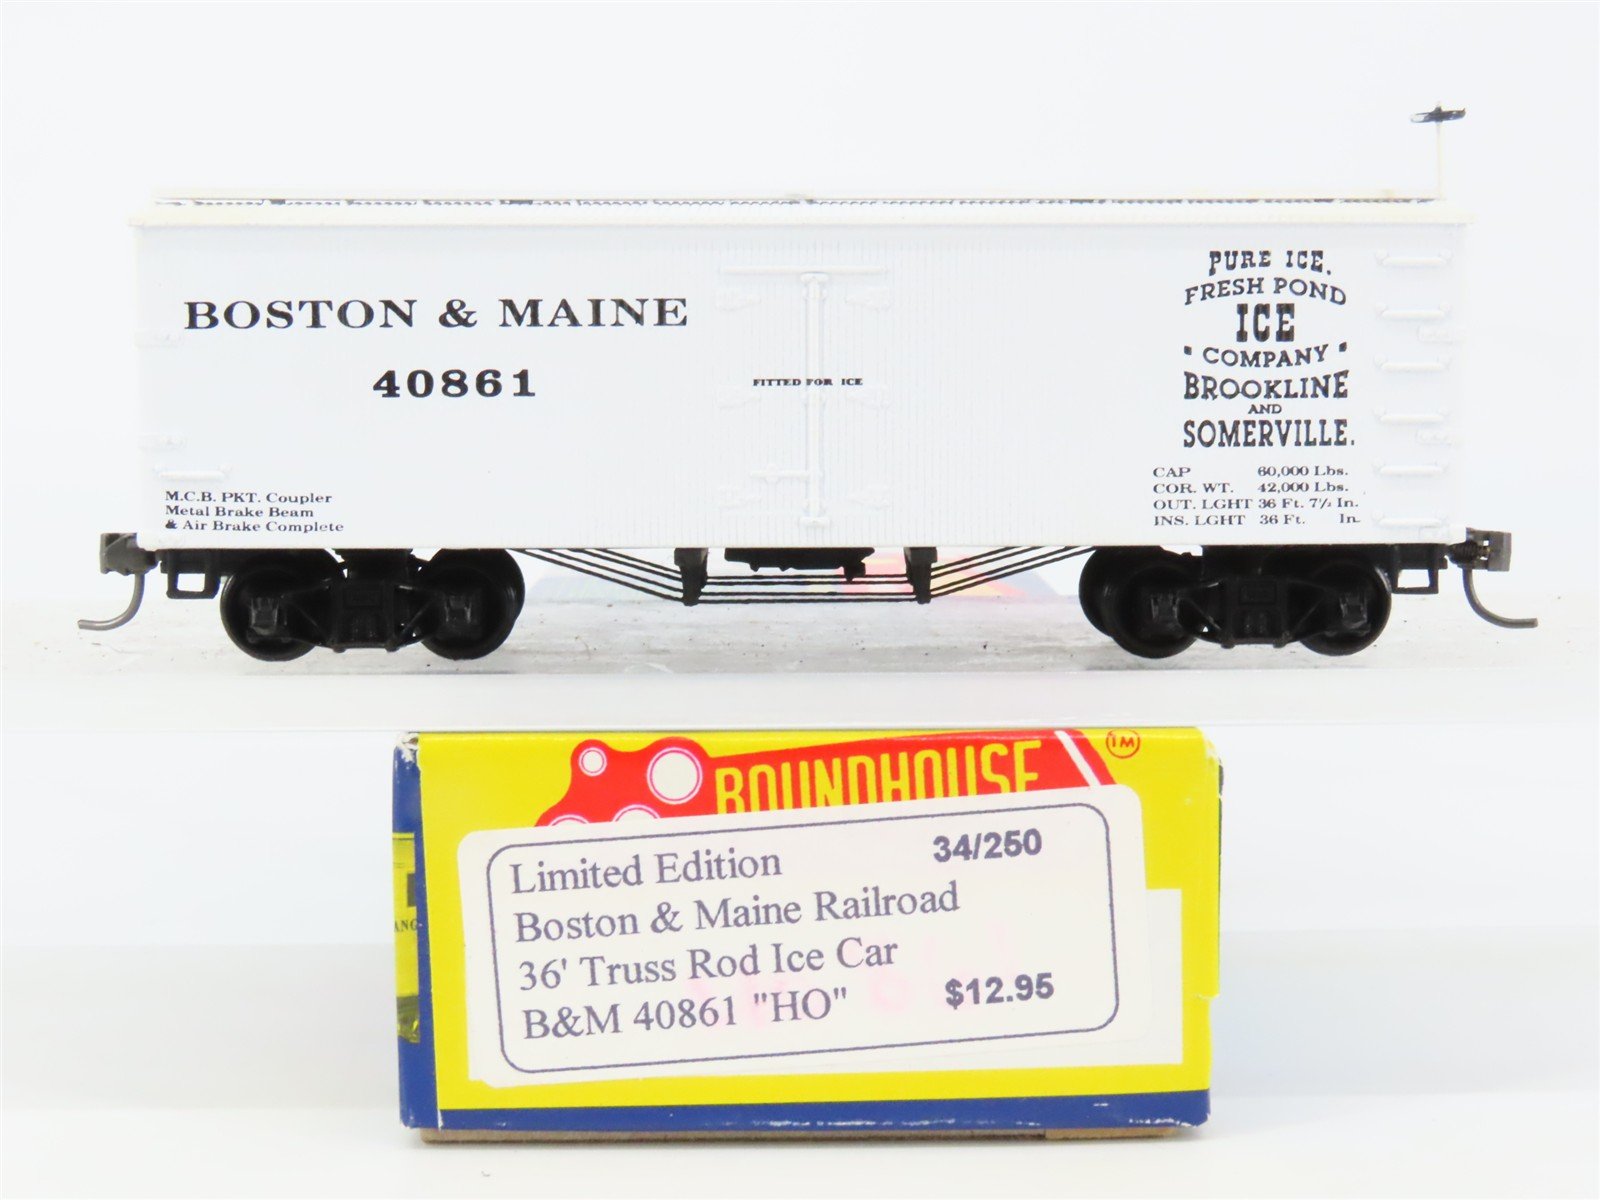 BOSTON & MAINE
40861
FITTED FOR ICE
PURE ICE.
FRESH POND
ICE
COMPANY
BROOKLINE
AND
SOMERVILLE.
M.C.B. PKT. Coupler
Metal Brake Beam
& Air Brake Complete
CAP 60,000 Lbs.
COR. WT. 42,000 Lbs.
OUT. LGHT 36 Ft. 7½ In.
INS. LGHT 36 Ft. In.
ROUNDHOUSE TM
Limited Edition 34/250
Boston & Maine Railroad
36' Truss Rod Ice Car
B&M 40861 "HO" $12.95